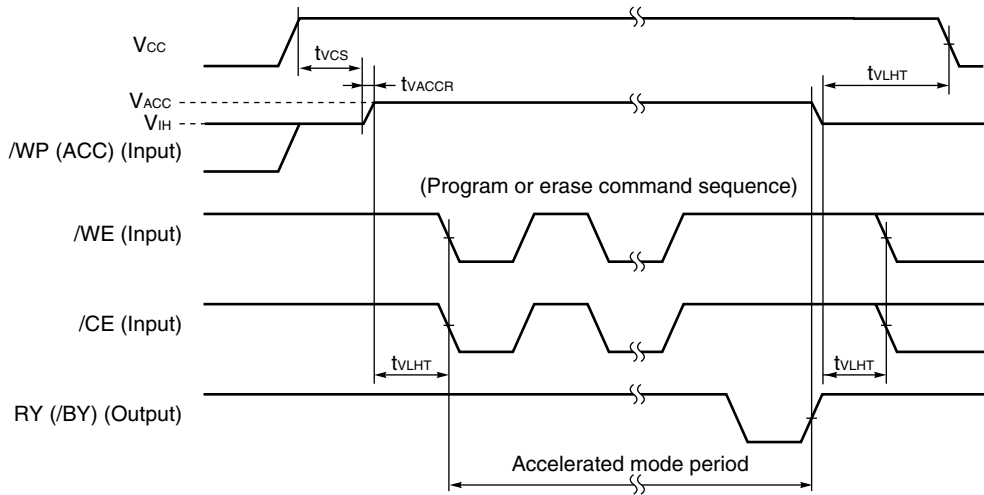 VCC
tVCS
tVLHT
tVACCR
VACC
VIH
/WP (ACC) (Input)
(Program or erase command sequence)
/WE (Input)
/CE (Input)
tVLHT
tVLHT
RY (/BY) (Output)
Accelerated mode period